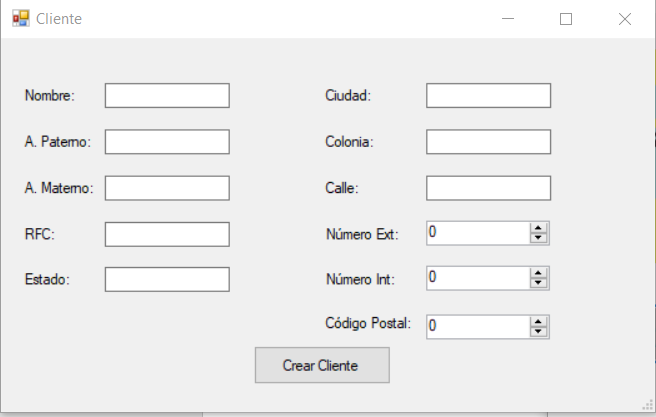 Cliente
Nombre:
Ciudad:
A. Paterno:
Colonia:
A. Materno:
Calle:
RFC:
Número Ext:
0
Estado:
Número Int:
0
Código Postal:
0
Crear Cliente